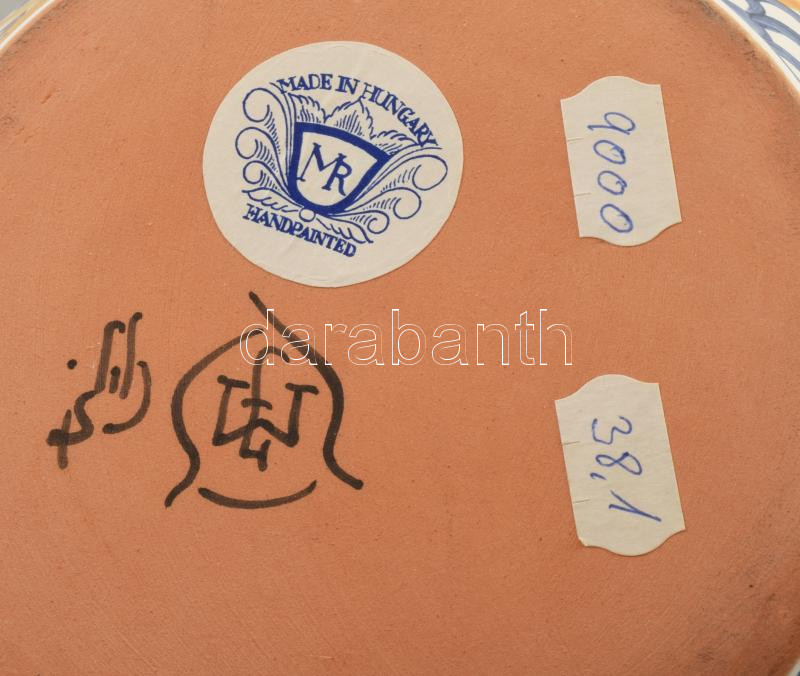 MADE IN HUNGARY
MR
HANDPAINTED
9000
darabanth
38,1